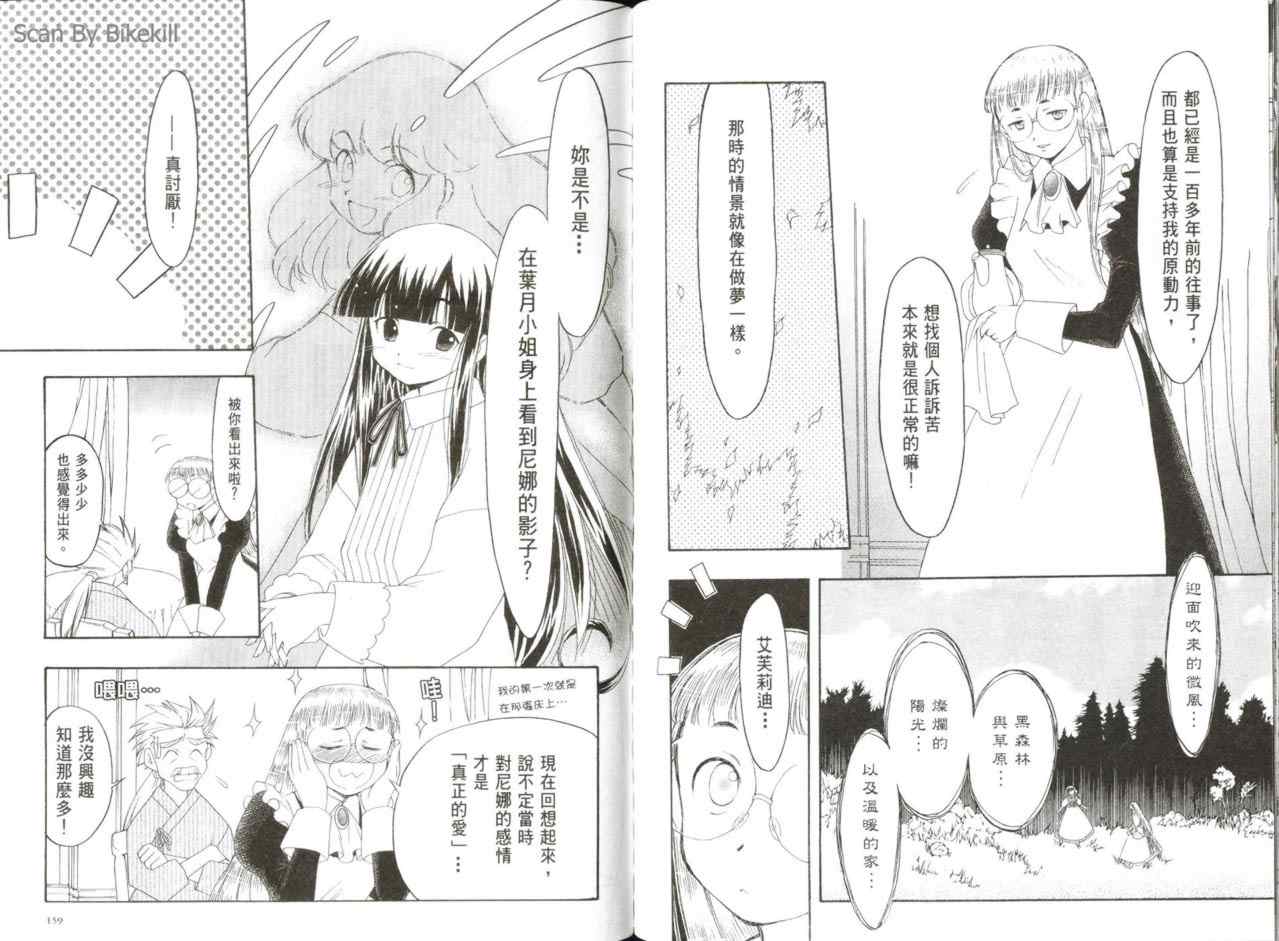 都已經是一百多年前的往事了，
而且也算是支持我的原動力，
想找個人訴訴苦
本來就是很正常的嘛！
那時的情景就像在做夢一樣。
迎面吹來的微風…
黑森林
與草原…
燦爛的
陽光…
以及溫暖的家…
艾芙莉迪…
妳是不是…
在葉月小姐身上看到尼娜的影子？
——真討厭！
被你看出來啦？
多多少少
也感覺得出來。
我的第一次就是
在那張床上…
哇！
現在回想起來，
說不定當時
對尼娜的感情
才是
「真正的愛」…
喂喂…
我沒興趣
知道那麼多！
159
Scan By Bikekill